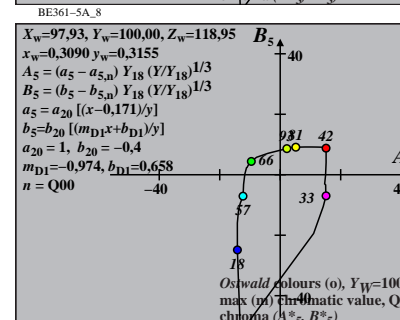 BE361–5A_8
Xw=97,93, Yw=100,00, Zw=118,95
xw=0,3090 yw=0,3155
A5 = (a5 - a5,n) Y18 (Y/Y18)1/3
B5 = (b5 - b5,n) Y18 (Y/Y18)1/3
a5 = a20 [(x–0,171)/y]
b5=b20 [(mD1x+bD1)/y]
a20 = 1, b20 = –0,4
mD1=–0,974, bD1=0,658
n = Q00
B5
40
93 81 42
66
A
–40
57
33
18
Ostwald colours (o), YW=100
–40
max (m) chromatic value, Q
chroma (A*5, B*5)